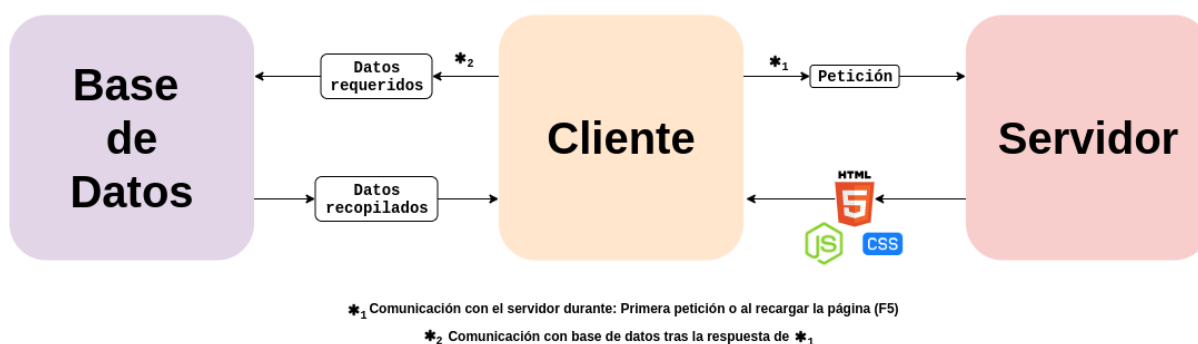 Base
de
Datos
Datos
requeridos
*2
Datos
recopilados
Cliente
*1
Petición
HTML
5
JS
CSS
Servidor
*1 Comunicación con el servidor durante: Primera petición o al recargar la página (F5)
*2 Comunicación con base de datos tras la respuesta de *1